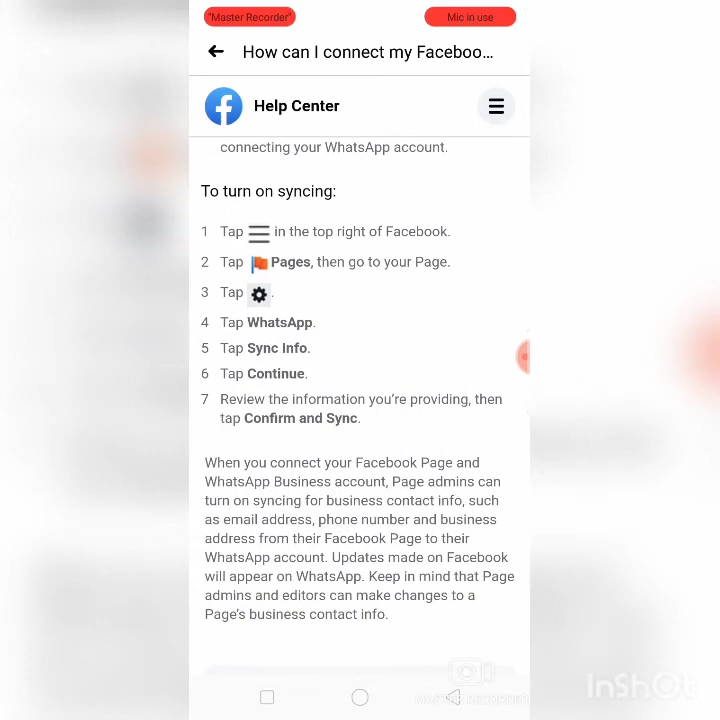 "Master Recorder"
Mic in use
How can I connect my Faceboo...
Help Center
connecting your WhatsApp account.
To turn on syncing:
1 Tap in the top right of Facebook.
2 Tap Pages, then go to your Page.
3 Tap .
4 Tap WhatsApp.
5 Tap Sync Info.
6 Tap Continue.
7 Review the information you're providing, then
tap Confirm and Sync.
When you connect your Facebook Page and
WhatsApp Business account, Page admins can
turn on syncing for business contact info, such
as email address, phone number and business
address from their Facebook Page to their
WhatsApp account. Updates made on Facebook
will appear on WhatsApp. Keep in mind that Page
admins and editors can make changes to a
Page's business contact info.
MASTER RECORDER
InShOt